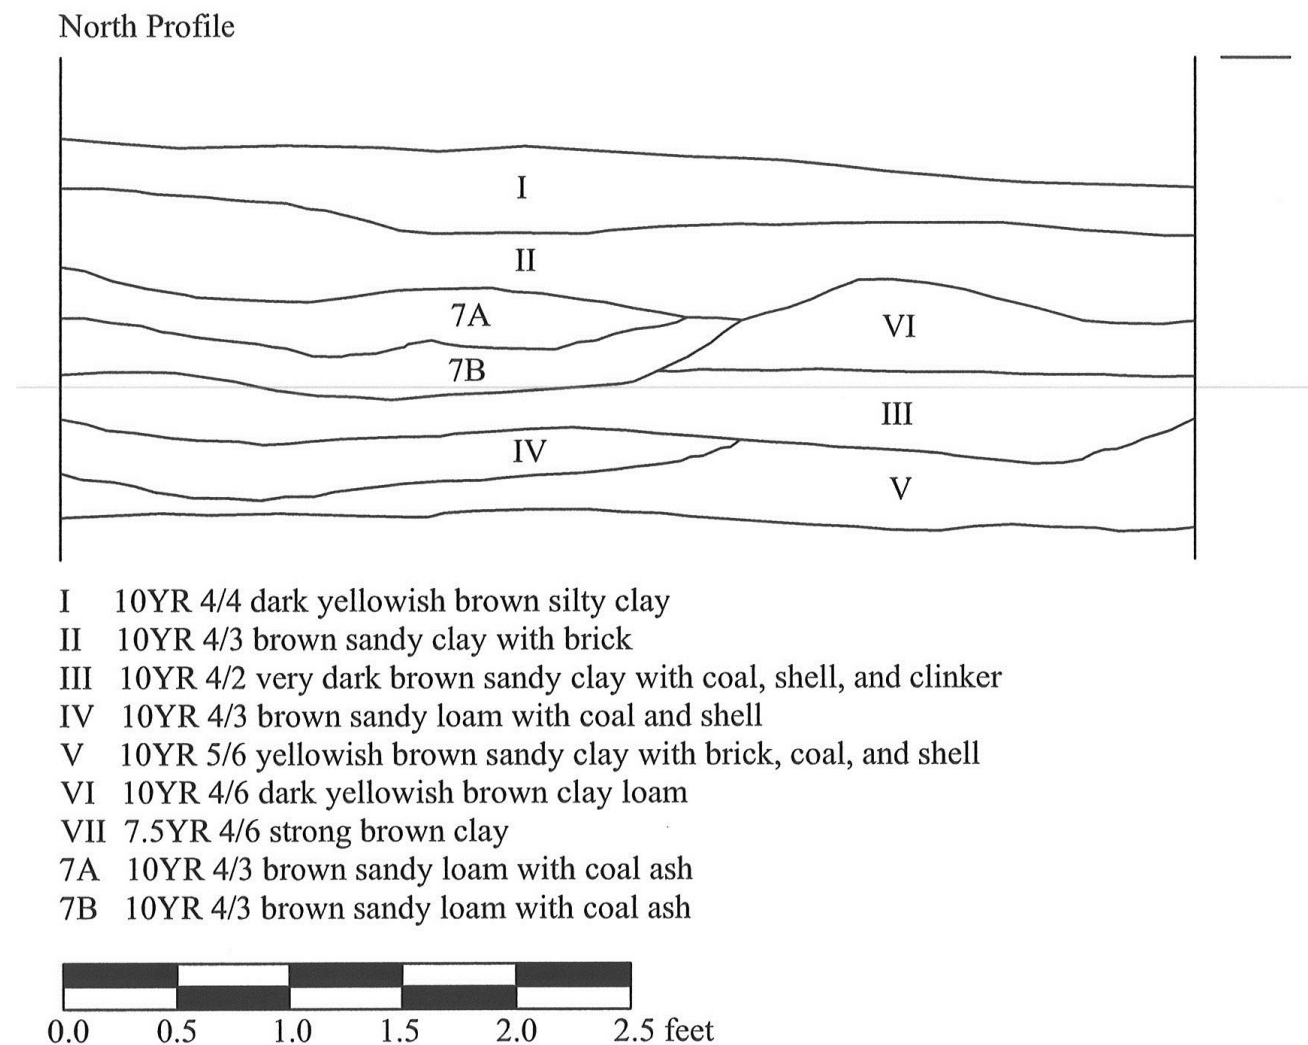 North Profile
I
II
7A
VI
7B
III
IV
V
I 10YR 4/4 dark yellowish brown silty clay
II 10YR 4/3 brown sandy clay with brick
III 10YR 4/2 very dark brown sandy clay with coal, shell, and clinker
IV 10YR 4/3 brown sandy loam with coal and shell
V 10YR 5/6 yellowish brown sandy clay with brick, coal, and shell
VI 10YR 4/6 dark yellowish brown clay loam
VII 7.5YR 4/6 strong brown clay
7A 10YR 4/3 brown sandy loam with coal ash
7B 10YR 4/3 brown sandy loam with coal ash
0.0 0.5 1.0 1.5 2.0 2.5 feet